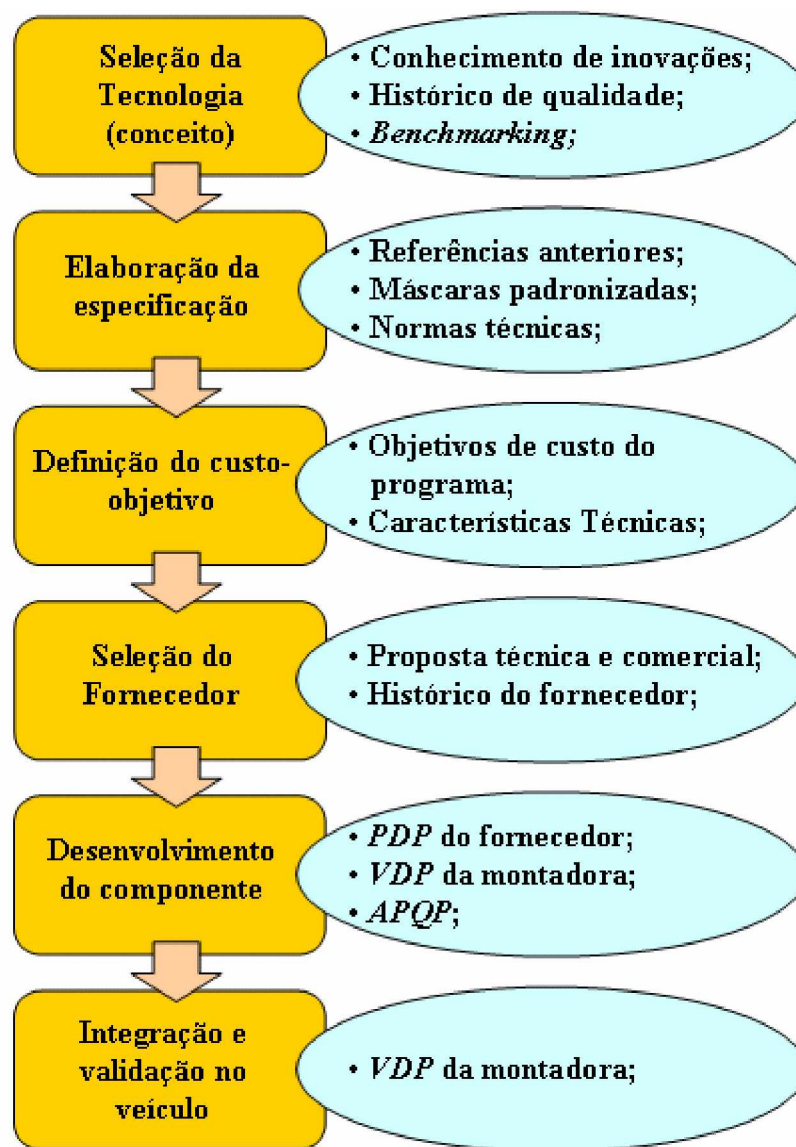 Seleção da
Tecnologia
(conceito)
• Conhecimento de inovações;
• Histórico de qualidade;
• Benchmarking;
Elaboração da
especificação
• Referências anteriores;
• Máscaras padronizadas;
• Normas técnicas;
Definição do custo-
objetivo
• Objetivos de custo do
programa;
• Características Técnicas;
Seleção do
Fornecedor
• Proposta técnica e comercial;
• Histórico do fornecedor;
Desenvolvimento
do componente
• PDP do fornecedor;
• VDP da montadora;
• APQP;
Integração e
validação no
veículo
• VDP da montadora;